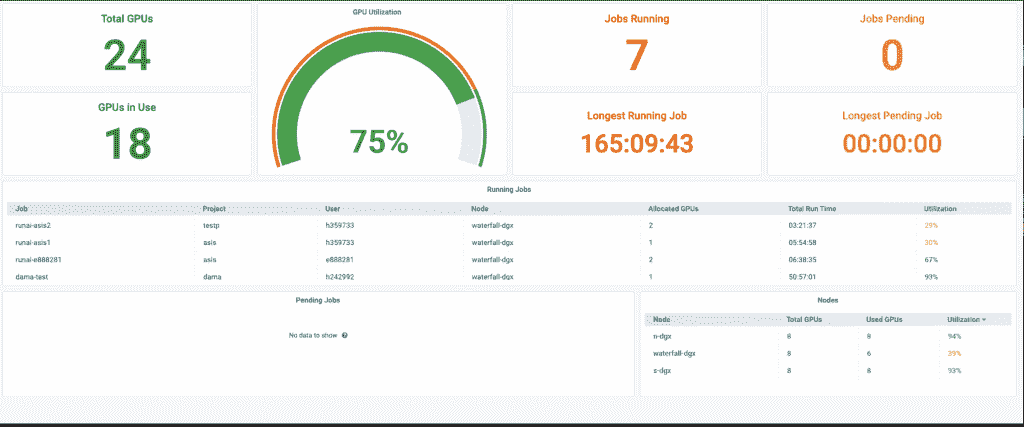 Total GPUs
24
GPUs in Use
18
GPU Utilization
75%
Jobs Running
7
Jobs Pending
0
Longest Running Job
165:09:43
Longest Pending Job
00:00:00
Running Jobs
Job Project User Node Allocated GPUs Total Run Time Utilization
runai-asis2 testp h359733 waterfall-dgx 2 03:21:37 29%
runai-asis1 asis h359733 waterfall-dgx 1 05:54:58 30%
runai-e888281 asis e888281 waterfall-dgx 2 06:38:35 67%
dama-test dama h242992 waterfall-dgx 1 50:57:01 93%
Pending Jobs
No data to show
Nodes
Node Total GPUs Used GPUs Utilization
n-dgx 8 8 94%
waterfall-dgx 8 6 39%
s-dgx 8 8 93%